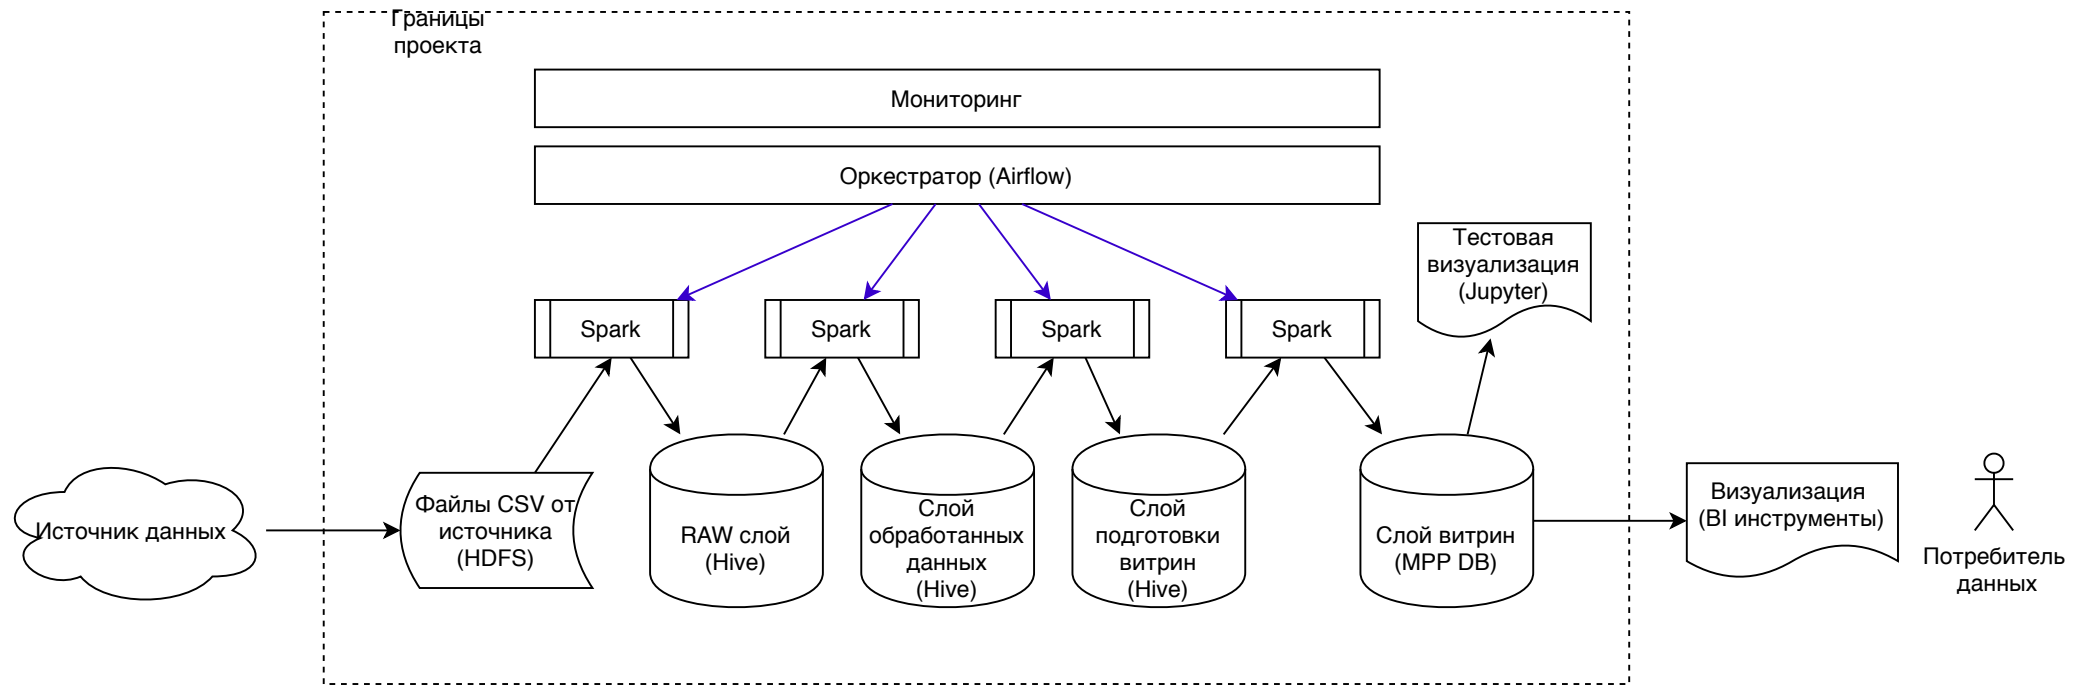 Границы
проекта
Мониторинг
Оркестратор (Airflow)
Тестовая
визуализация
(Jupyter)
Spark
Spark
Spark
Spark
Источник данных
Файлы CSV от
источника
(HDFS)
RAW слой
(Hive)
Слой
обработанных
данных
(Hive)
Слой
подготовки
витрин
(Hive)
Слой витрин
(MPP DB)
Визуализация
(BI инструменты)
Потребитель
данных